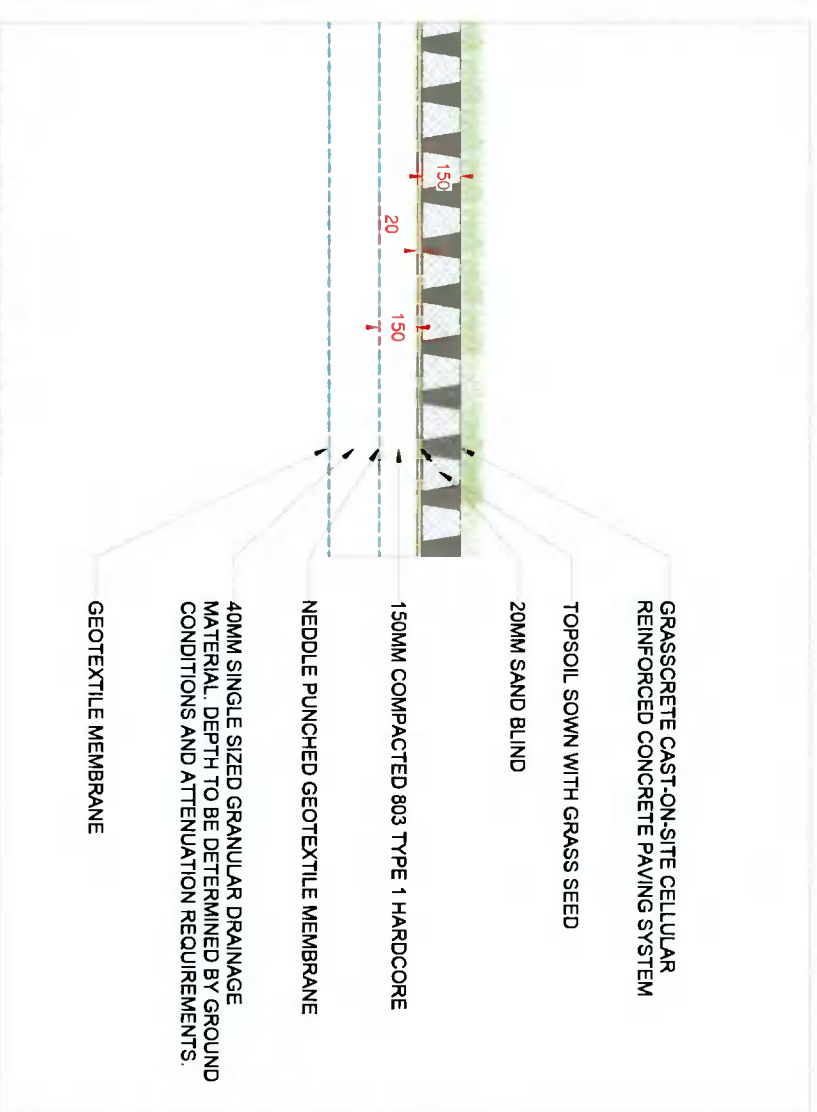 GRASSCRETE CAST-ON-SITE CELLULAR
REINFORCED CONCRETE PAVING SYSTEM
TOPSOIL SOWN WITH GRASS SEED
20MM SAND BLIND
150MM COMPACTED 803 TYPE 1 HARDCORE
NEDDLE PUNCHED GEOTEXTILE MEMBRANE
40MM SINGLE SIZED GRANULAR DRAINAGE
MATERIAL. DEPTH TO BE DETERMINED BY GROUND
CONDITIONS AND ATTENUATION REQUIREMENTS.
GEOTEXTILE MEMBRANE
150
20
150